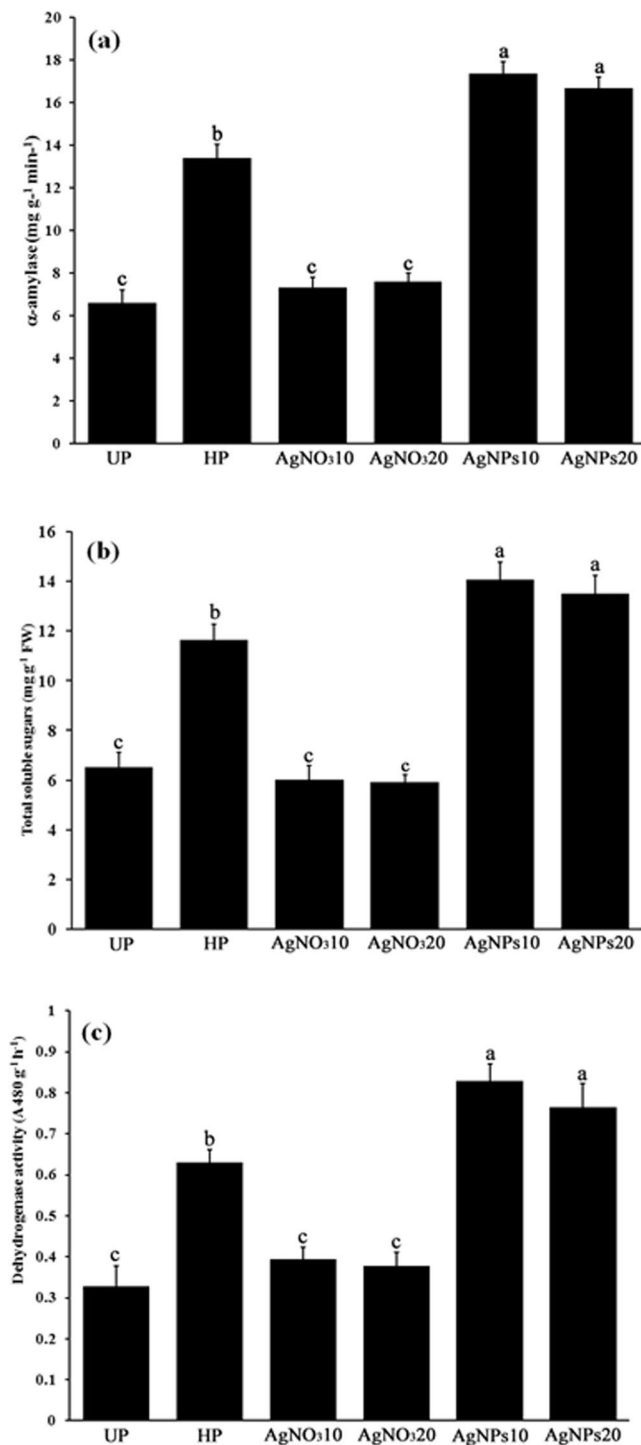 (a)
α-amylase (mg g-1 min-1)
20
18
16
14
12
10
8
6
4
2
0
c
b
c
c
a
a
UP HP AgNO310 AgNO320 AgNPs10 AgNPs20
(b)
Total soluble sugars (mg g-1 FW)
16
14
12
10
8
6
4
2
0
c
b
c
c
a
a
UP HP AgNO310 AgNO320 AgNPs10 AgNPs20
(c)
Dehydrogenase activity (A480 g-1 h-1)
1
0.9
0.8
0.7
0.6
0.5
0.4
0.3
0.2
0.1
0
c
b
c
c
a
a
UP HP AgNO310 AgNO320 AgNPs10 AgNPs20